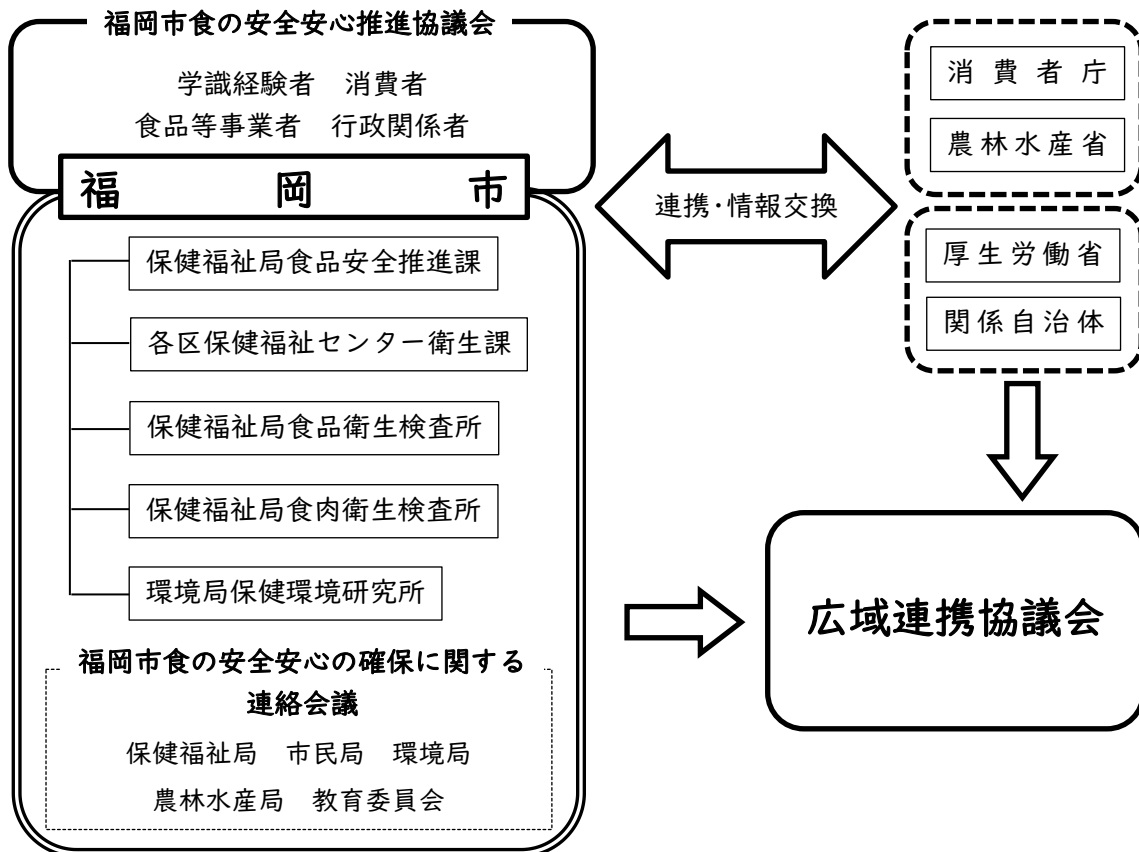 福岡市食の安全安心推進協議会
学識経験者 消費者
食品等事業者 行政関係者
福岡市
保健福祉局食品安全推進課
各区保健福祉センター衛生課
保健福祉局食品衛生検査所
保健福祉局食肉衛生検査所
環境局保健環境研究所
福岡市食の安全安心の確保に関する
連絡会議
保健福祉局 市民局 環境局
農林水産局 教育委員会
連携・情報交換
消費者庁
農林水産省
厚生労働省
関係自治体
広域連携協議会